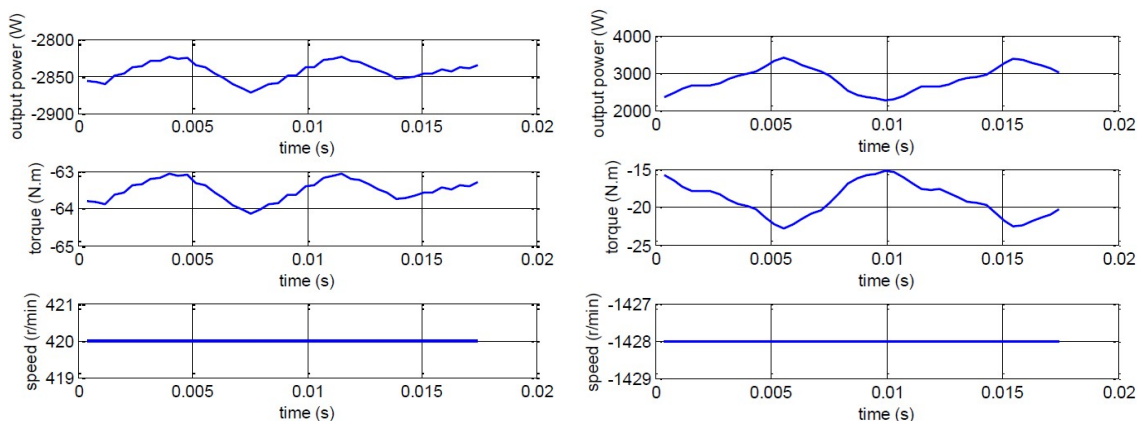 output power (W)
-2800
-2850
-2900
0 0.005 0.01 0.015 0.02
time (s)
torque (N.m)
-63
-64
-65
0 0.005 0.01 0.015 0.02
time (s)
speed (r/min)
421
420
419
0 0.005 0.01 0.015 0.02
time (s)
output power (W)
4000
3000
2000
0 0.005 0.01 0.015 0.02
time (s)
torque (N.m)
-15
-20
-25
0 0.005 0.01 0.015 0.02
time (s)
speed (r/min)
-1427
-1428
-1429
0 0.005 0.01 0.015 0.02
time (s)